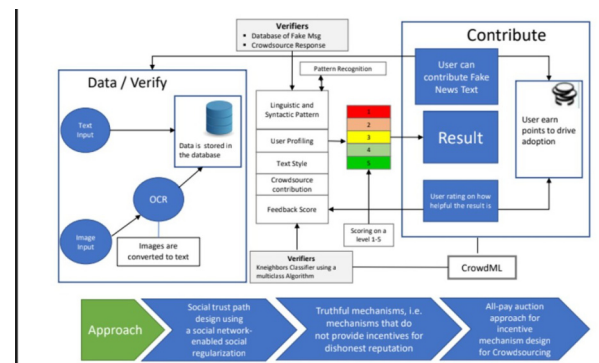 Verifiers
Database of Fake Msg
Crowdsource Response
Pattern Recognition
Data / Verify
Text
Input
Data is stored in
the database
OCR
Image
Input
Images are
converted to text
Linguistic and
Syntactic Pattern
User Profiling
Text Style
Crowdsource
contribution
Feedback Score
1
2
3
4
5
Scoring on a
level 1-5
Verifiers
Kneighbors Classifier using a
multiclass Algorithm
Contribute
User can
contribute Fake
News Text
Result
User earn
points to drive
adoption
User rating on how
helpful the result is
CrowdML
Approach
Social trust path
design using
a social network-
enabled social
regularization
Truthful mechanisms, i.e.
mechanisms that do
not provide incentives for
dishonest reputation
All-pay auction
approach for
incentive
mechanism design
for Crowdsourcing